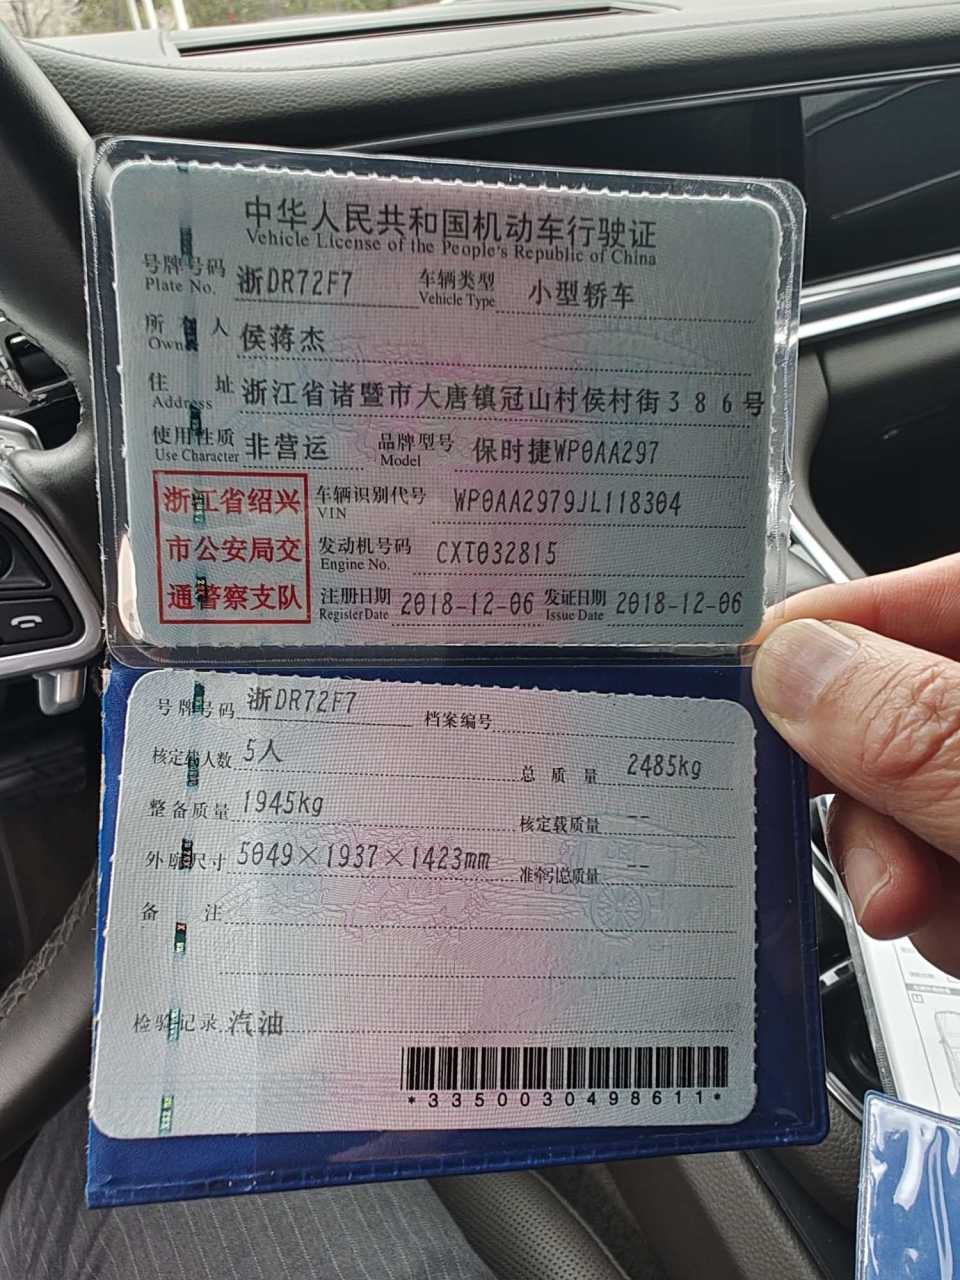 中华人民共和国机动车行驶证
Vehicle License of the People's Republic of China
号牌号码 浙DR72F7 车辆类型 小型轿车
Plate No. Vehicle Type
所有人 侯蒋杰
Owner
住址 浙江省诸暨市大唐镇冠山村侯村街386号
Address
使用性质 非营运 品牌型号 保时捷WP0AA297
Use Character Model
浙江省绍兴
市公安局交
通警察支队
车辆识别代号 WP0AA2979JL118304
VIN
发动机号码 CXT032815
Engine No.
注册日期 2018-12-06 发证日期 2018-12-06
Register Date Issue Date
号牌号码 浙DR72F7 档案编号
核定载人数 5人 总质量 2485kg
整备质量 1945kg 核定载质量 --
外廓尺寸 5049×1937×1423mm 准牵引总质量 --
备注
检验记录 汽油
*3350030498611*